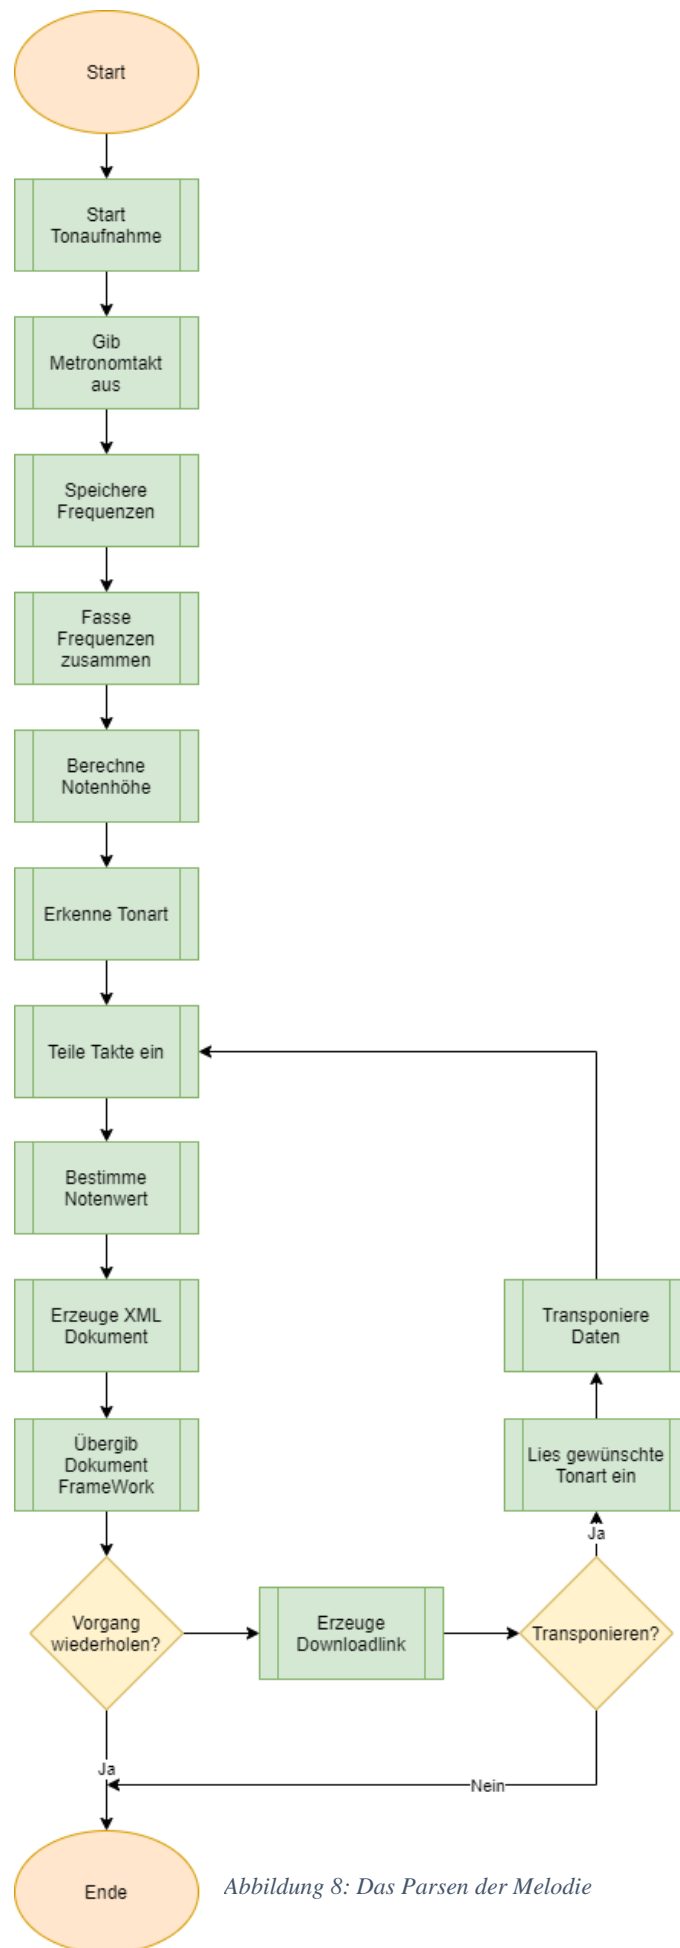 Start
Start
Tonaufnahme
Gib
Metronomtakt
aus
Speichere
Frequenzen
Fasse
Frequenzen
zusammen
Berechne
Notenhöhe
Erkenne Tonart
Teile Takte ein
Bestimme
Notenwert
Erzeuge XML
Dokument
Transponiere
Daten
Übergib
Dokument
FrameWork
Lies gewünschte
Tonart ein
Ja
Vorgang
wiederholen?
Erzeuge
Downloadlink
Transponieren?
Ja
Nein
Ende
Abbildung 8: Das Parsen der Melodie